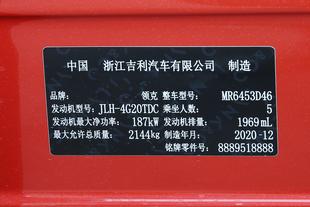 中国 浙江吉利汽车有限公司 制造
品牌: 领克 整车型号: MR6453D46
发动机型号: JLH-4G20TDC 乘坐人数: 5
发动机最大净功率: 187kW 发动机排量: 1969mL
最大允许总质量: 2144kg 制造年月: 2020-12
铭牌零件号: 8889518888